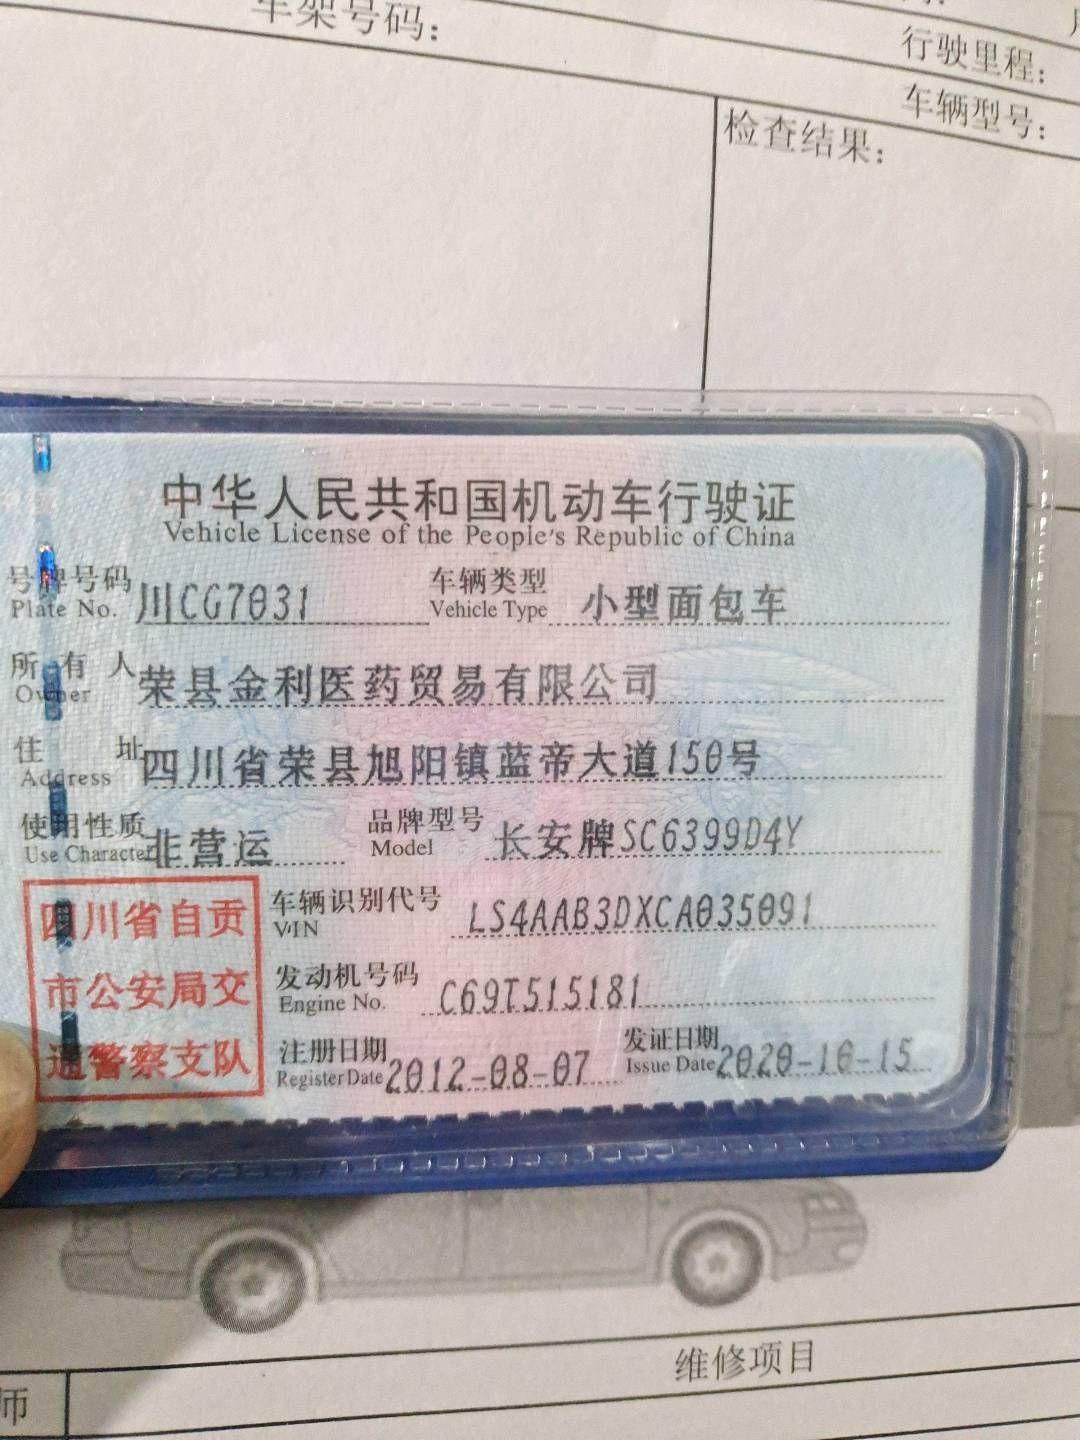 车架号码：
行驶里程：
车辆型号：
检查结果：
中华人民共和国机动车行驶证
Vehicle License of the People's Republic of China
号牌号码 川CG7031 车辆类型 小型面包车
Plate No. Vehicle Type
所有人 荣县金利医药贸易有限公司
Owner
住址 四川省荣县旭阳镇蓝帝大道150号
Address
使用性质 非营运 品牌型号 长安牌SC6399D4Y
Use Character Model
四川省自贡
市公安局交
通警察支队
车辆识别代号 LS4AAB3DXCA035091
VIN
发动机号码 C69T515181
Engine No.
注册日期 2012-08-07 发证日期 2020-10-15
Register Date Issue Date
维修项目
师